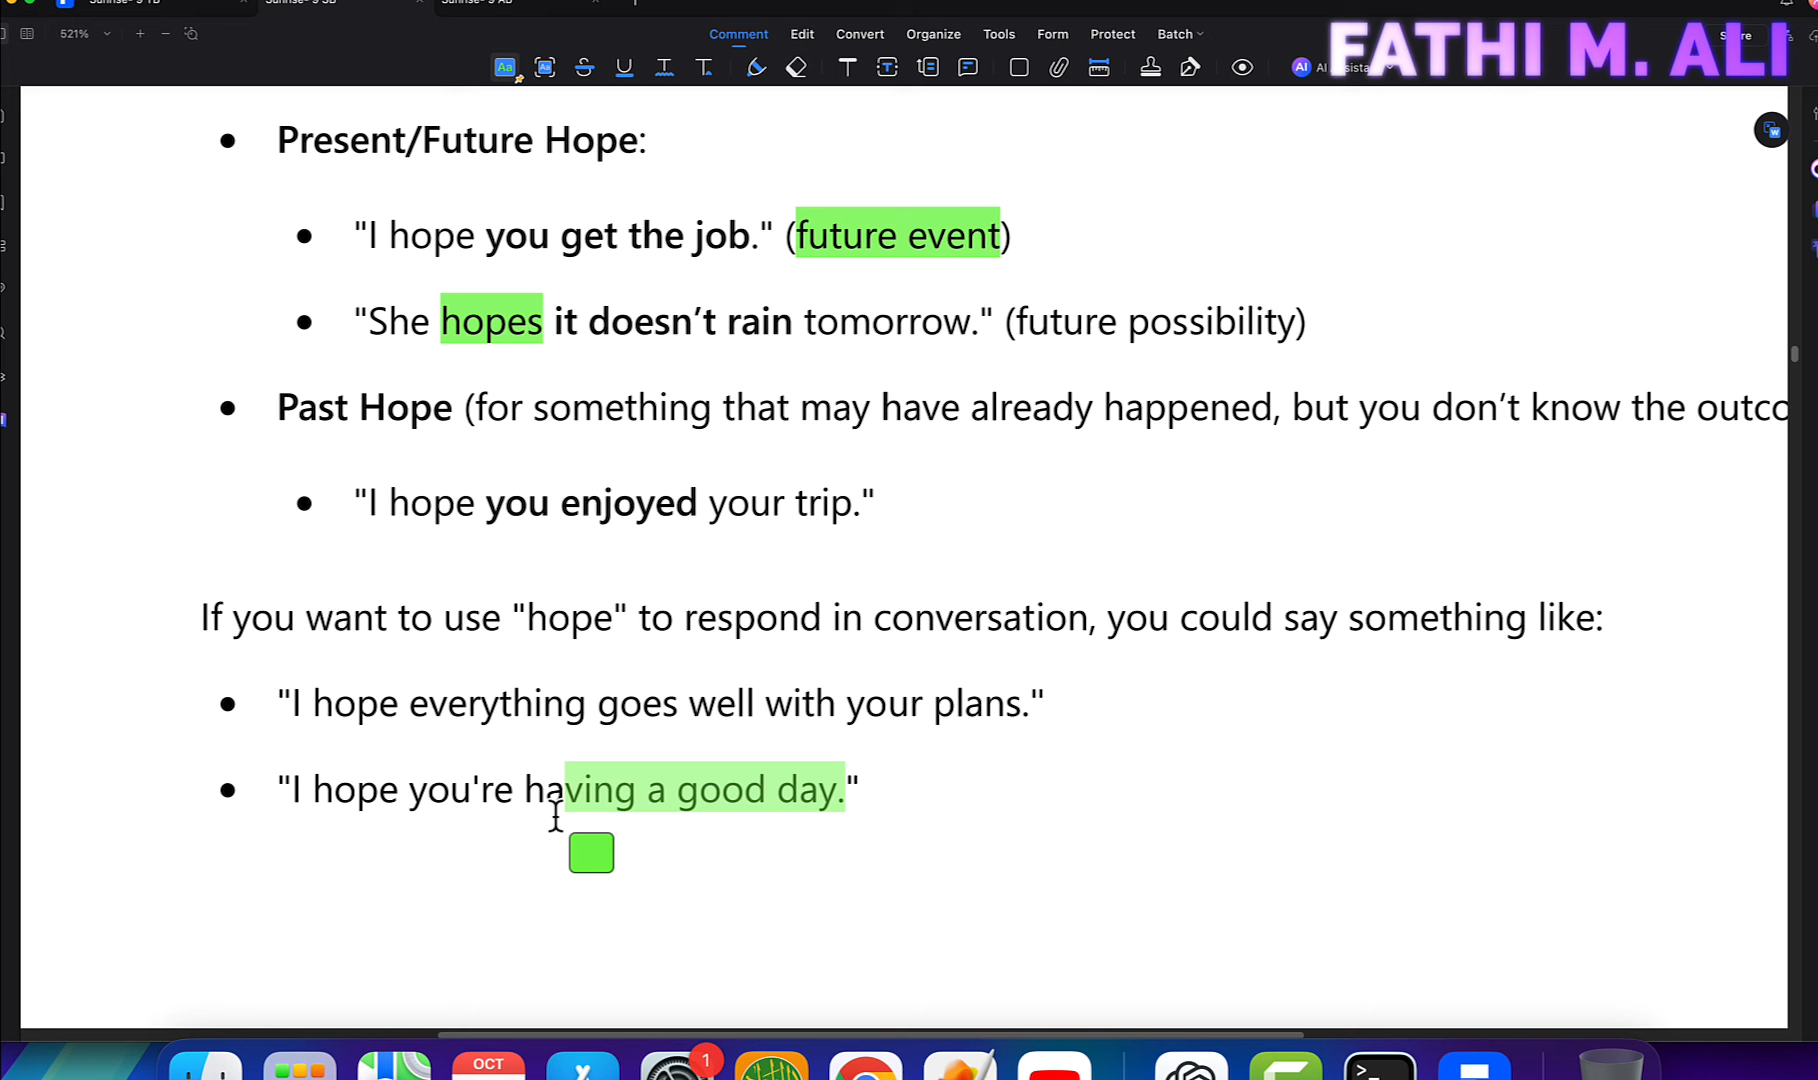 521%
Comment Edit Convert Organize Tools Form Protect Batch
FATHI M. ALI
Present/Future Hope:
"I hope you get the job." (future event)
"She hopes it doesn’t rain tomorrow." (future possibility)
Past Hope (for something that may have already happened, but you don’t know the outco
"I hope you enjoyed your trip."
If you want to use "hope" to respond in conversation, you could say something like:
"I hope everything goes well with your plans."
"I hope you're having a good day."
OCT
1